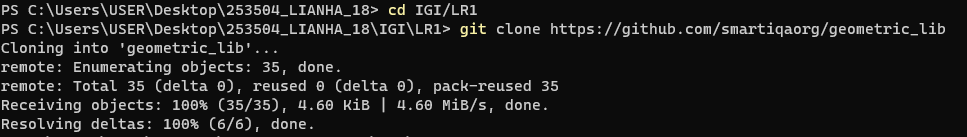 PS C:\Users\USER\Desktop\253504_LIANHA_18> cd IGI/LR1
PS C:\Users\USER\Desktop\253504_LIANHA_18\IGI\LR1> git clone https://github.com/smartiqaorg/geometric_lib
Cloning into 'geometric_lib'...
remote: Enumerating objects: 35, done.
remote: Total 35 (delta 0), reused 0 (delta 0), pack-reused 35
Receiving objects: 100% (35/35), 4.60 KiB | 4.60 MiB/s, done.
Resolving deltas: 100% (6/6), done.